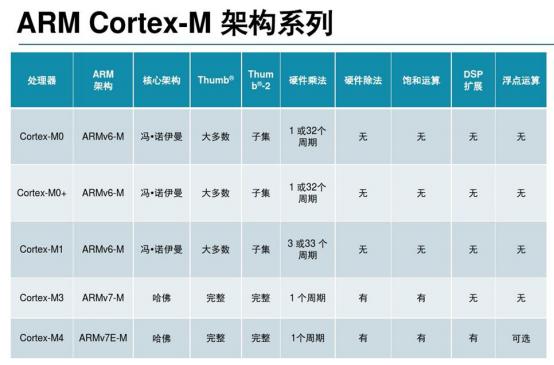 ARM Cortex-M 架构系列
处理器 ARM 架构 核心架构 Thumb® Thumb®-2 硬件乘法 硬件除法 饱和运算 DSP 扩展 浮点运算
Cortex-M0 ARMv6-M 冯•诺伊曼 大多数 子集 1 或32个周期 无 无 无 无
Cortex-M0+ ARMv6-M 冯•诺伊曼 大多数 子集 1 或32个周期 无 无 无 无
Cortex-M1 ARMv6-M 冯•诺伊曼 大多数 子集 3 或33 个周期 无 无 无 无
Cortex-M3 ARMv7-M 哈佛 完整 完整 1 个周期 有 有 无 无
Cortex-M4 ARMv7E-M 哈佛 完整 完整 1个周期 有 有 有 可选